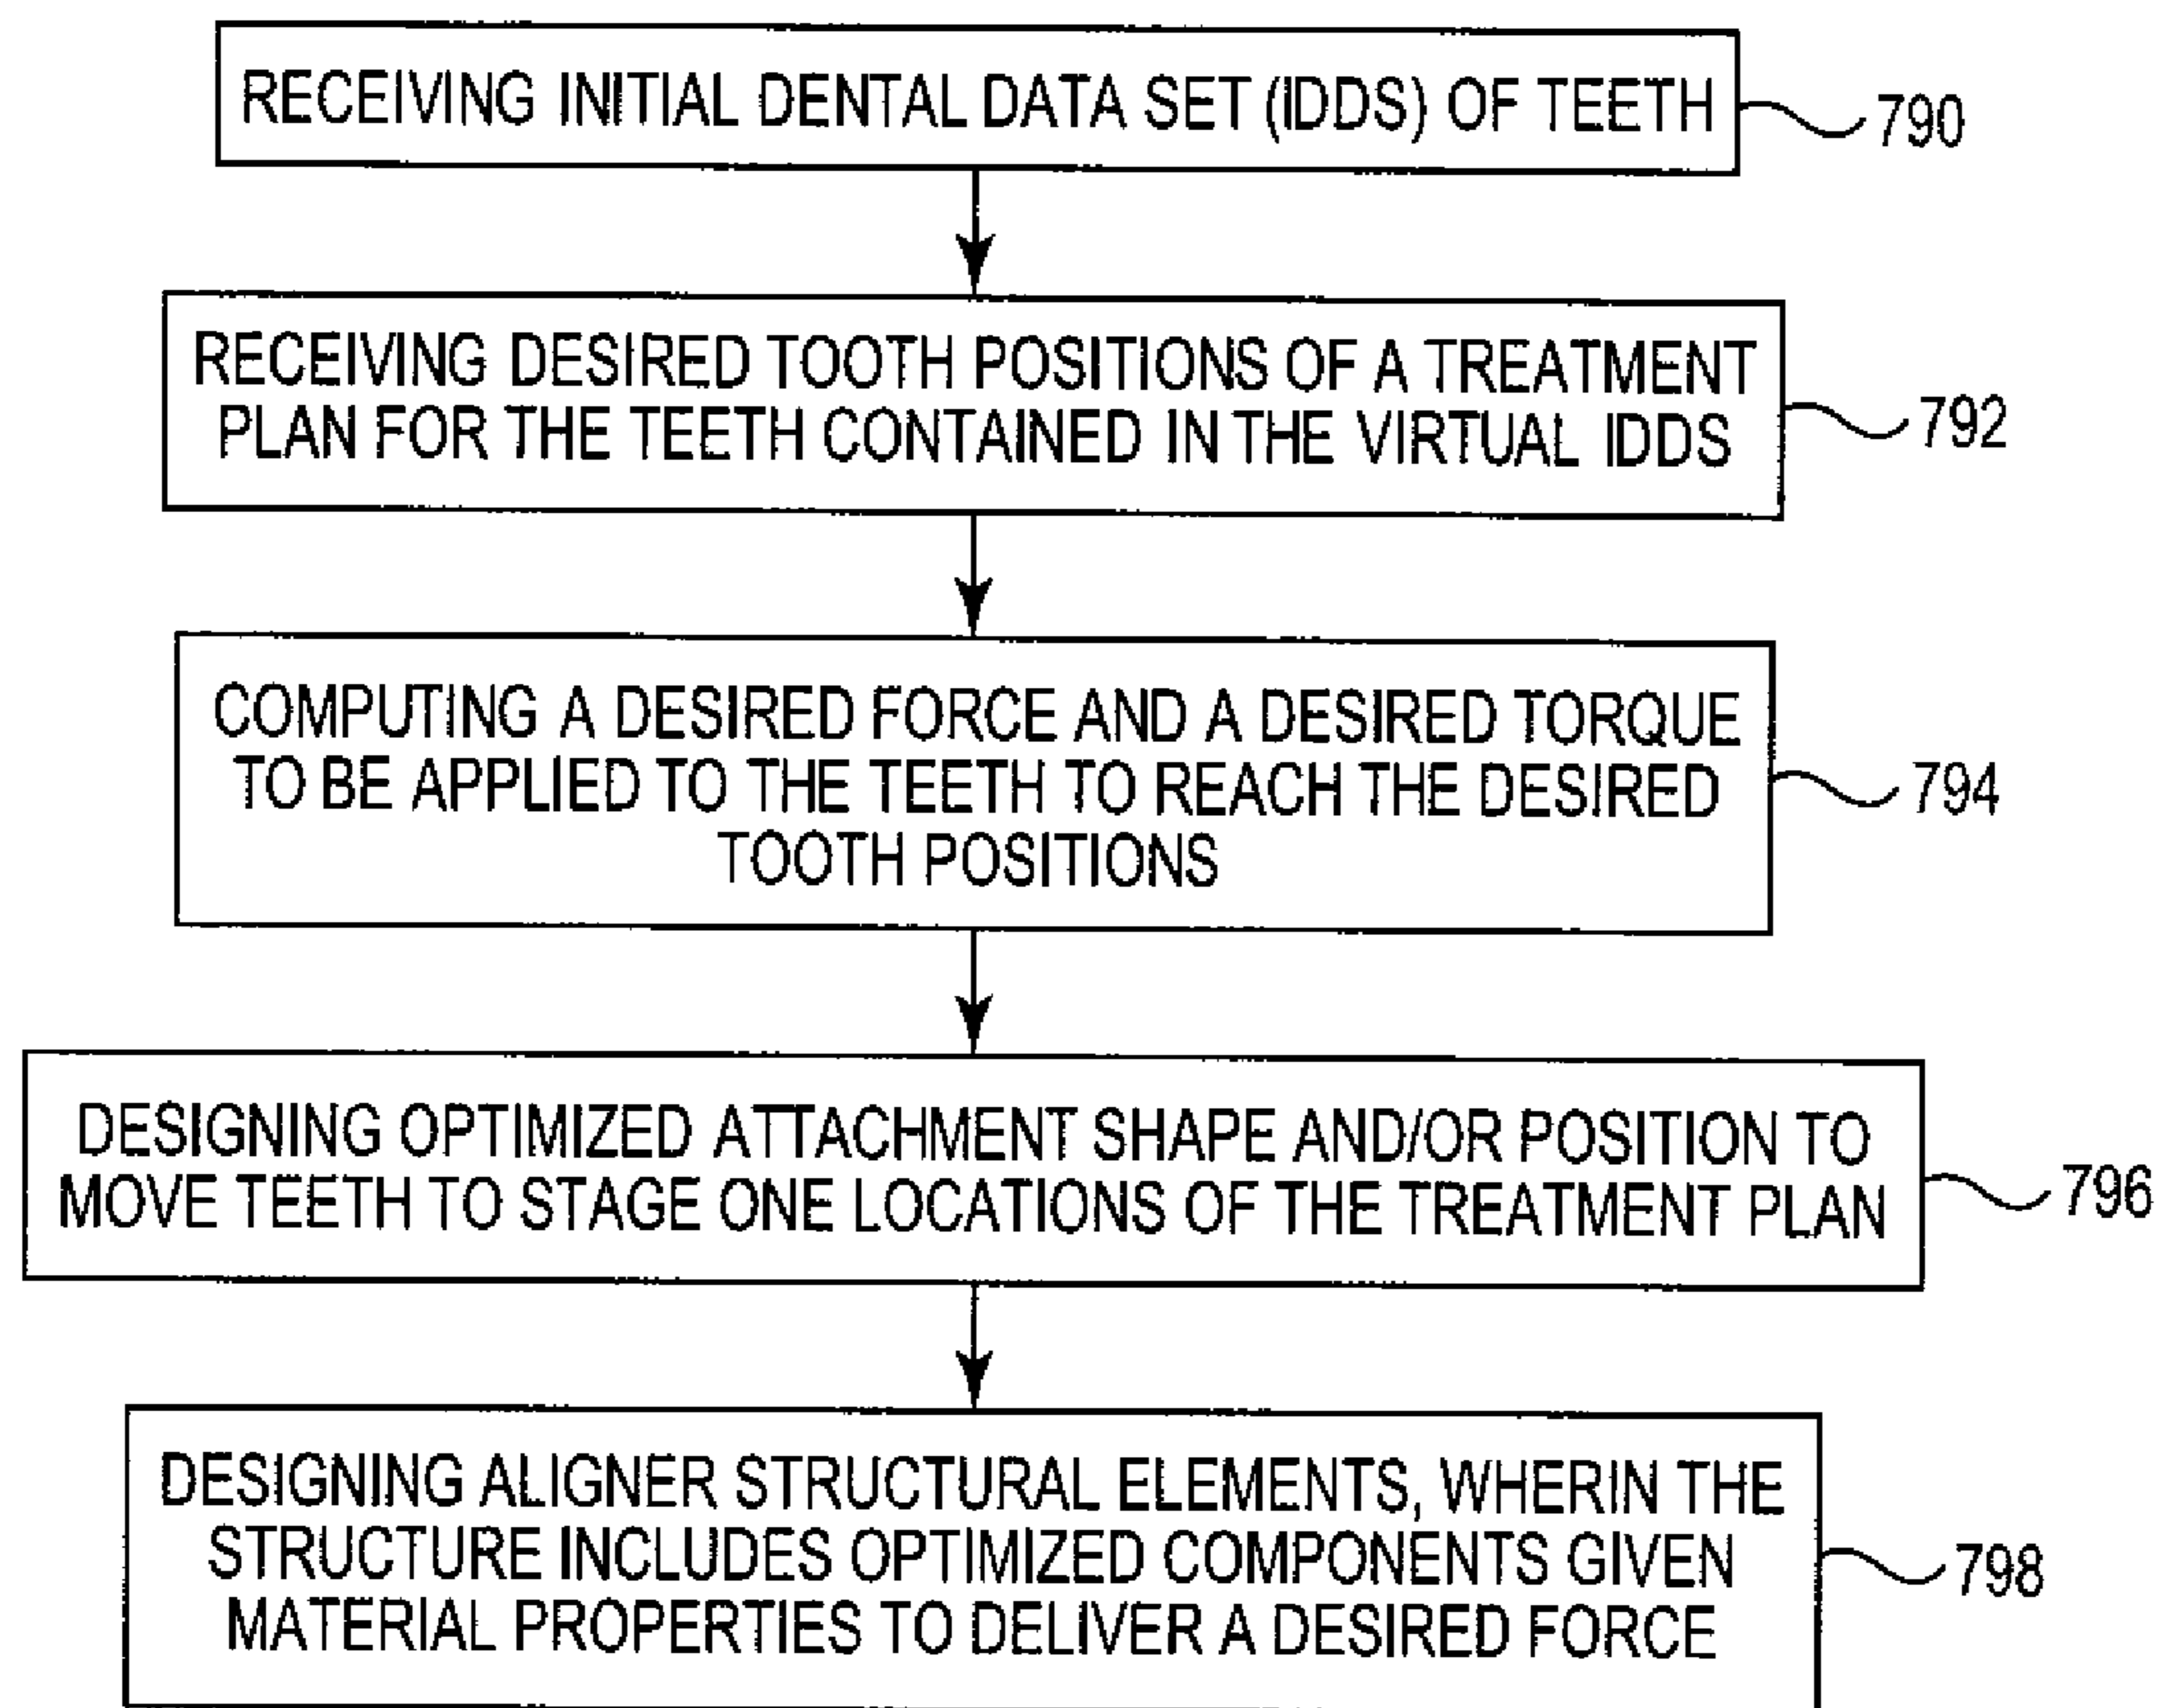 RECEIVING INITIAL DENTAL DATA SET (IDDS) OF TEETH
790
RECEIVING DESIRED TOOTH POSITIONS OF A TREATMENT
PLAN FOR THE TEETH CONTAINED IN THE VIRTUAL IDDS
792
COMPUTING A DESIRED FORCE AND A DESIRED TORQUE
TO BE APPLIED TO THE TEETH TO REACH THE DESIRED
TOOTH POSITIONS
794
DESIGNING OPTIMIZED ATTACHMENT SHAPE AND/OR POSITION TO
MOVE TEETH TO STAGE ONE LOCATIONS OF THE TREATMENT PLAN
796
DESIGNING ALIGNER STRUCTURAL ELEMENTS, WHERIN THE
STRUCTURE INCLUDES OPTIMIZED COMPONENTS GIVEN
MATERIAL PROPERTIES TO DELIVER A DESIRED FORCE
798